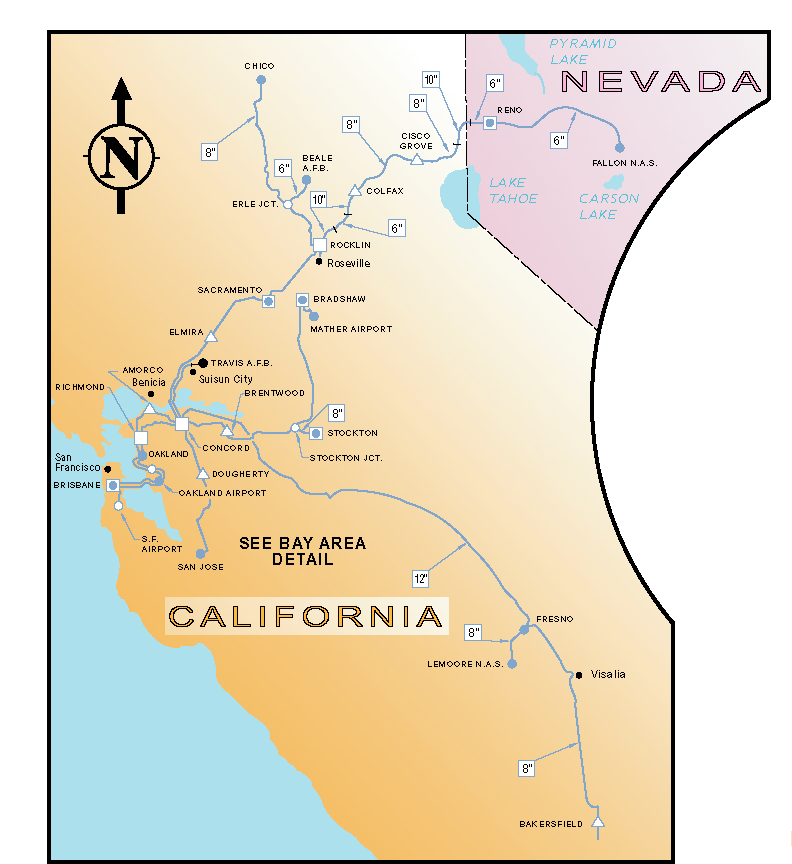 PYRAMID
LAKE
CHICO
NEVADA
10"
6"
8"
RENO
8"
CISCO
GROVE
6"
N
8"
BEALE
A.F.B.
6"
FALLON N.A.S.
LAKE
TAHOE
COLFAX
10"
CARSON
LAKE
ERLE JCT.
6"
ROCKLIN
Roseville
SACRAMENTO
BRADSHAW
MATHER AIRPORT
ELMIRA
TRAVIS A.F.B.
AMORCO
Suisun City
Benicia
RICHMOND
BRENTWOOD
8"
STOCKTON
CONCORD
OAKLAND
San
Francisco
STOCKTON JCT.
DOUGHERTY
BRISBANE
OAKLAND AIRPORT
S.F.
AIRPORT
SEE BAY AREA
DETAIL
SAN JOSE
12"
CALIFORNIA
FRESNO
8"
LEMOORE N.A.S.
Visalia
8"
BAKERSFIELD